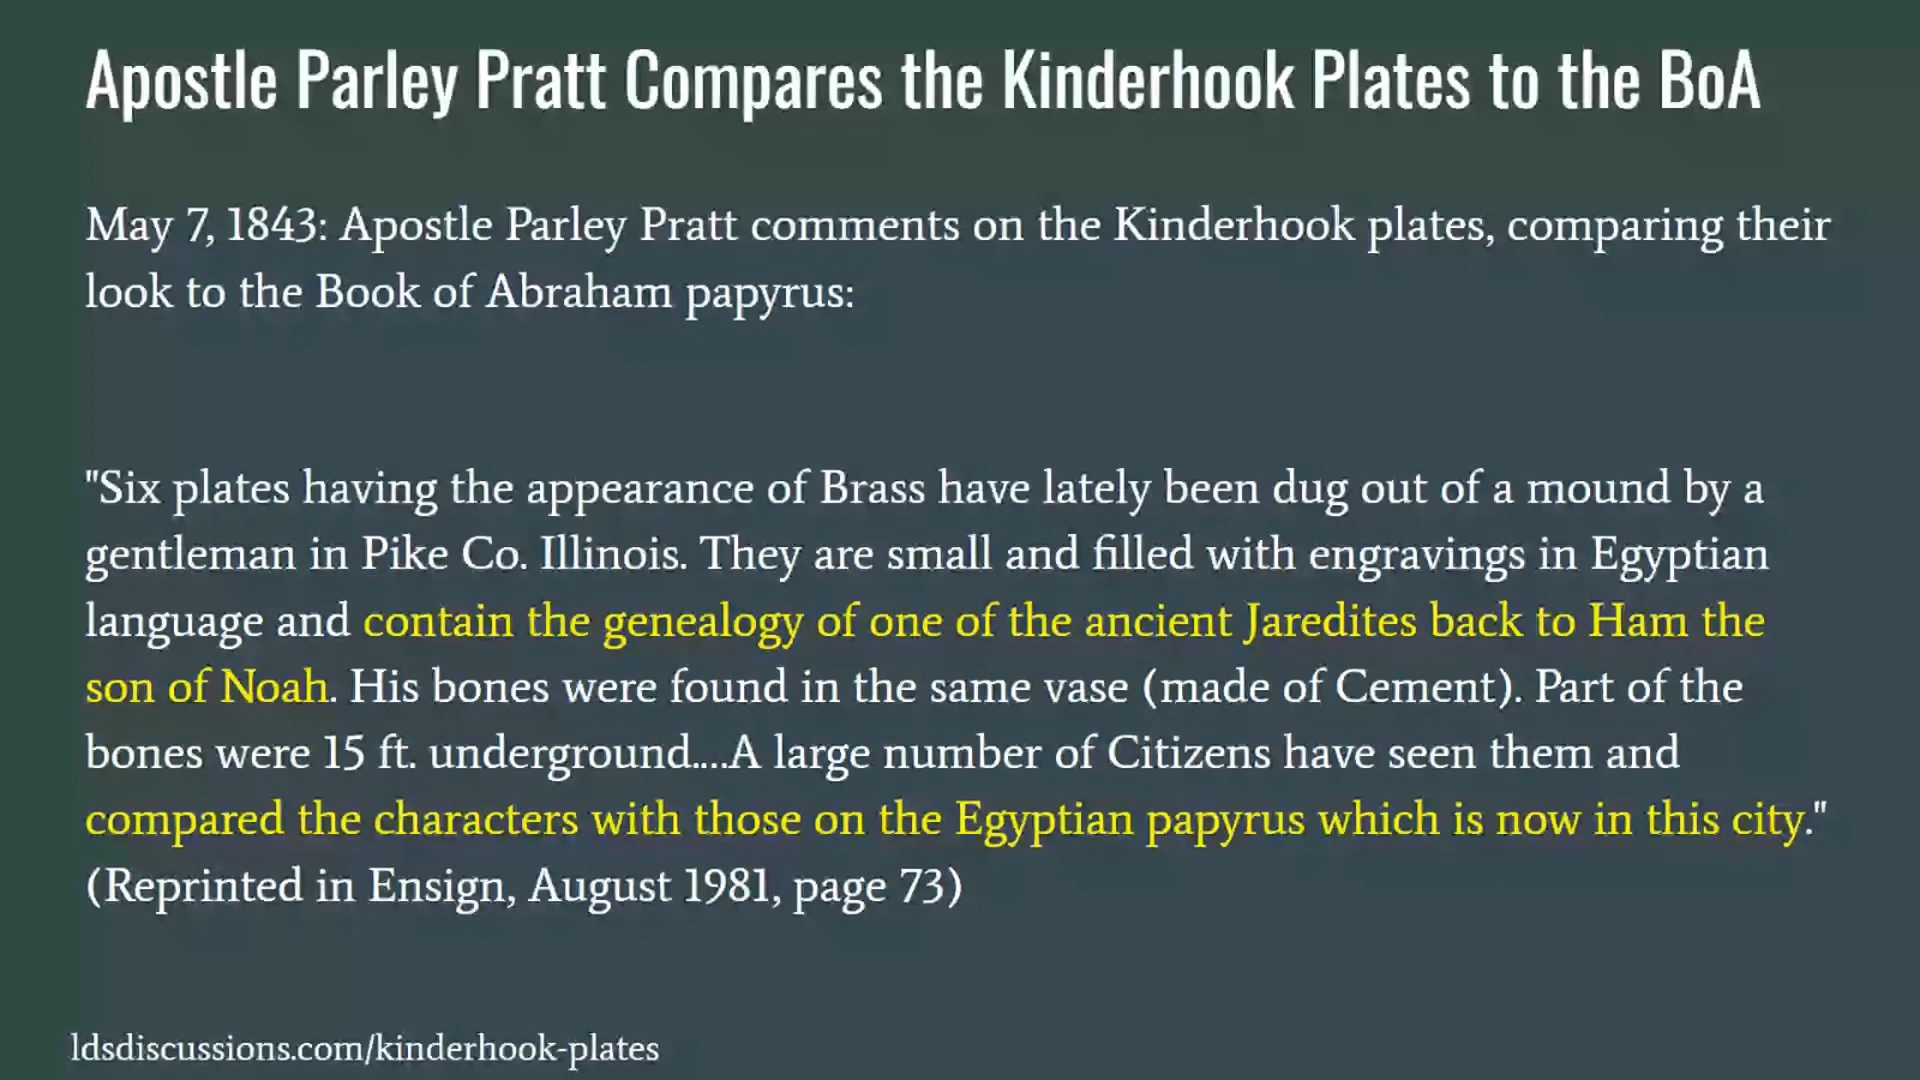 Apostle Parley Pratt Compares the Kinderhook Plates to the BoA
May 7, 1843: Apostle Parley Pratt comments on the Kinderhook plates, comparing their
look to the Book of Abraham papyrus:
"Six plates having the appearance of Brass have lately been dug out of a mound by a
gentleman in Pike Co. Illinois. They are small and filled with engravings in Egyptian
language and contain the genealogy of one of the ancient Jaredites back to Ham the
son of Noah. His bones were found in the same vase (made of Cement). Part of the
bones were 15 ft. underground....A large number of Citizens have seen them and
compared the characters with those on the Egyptian papyrus which is now in this city."
(Reprinted in Ensign, August 1981, page 73)
ldsdiscussions.com/kinderhook-plates